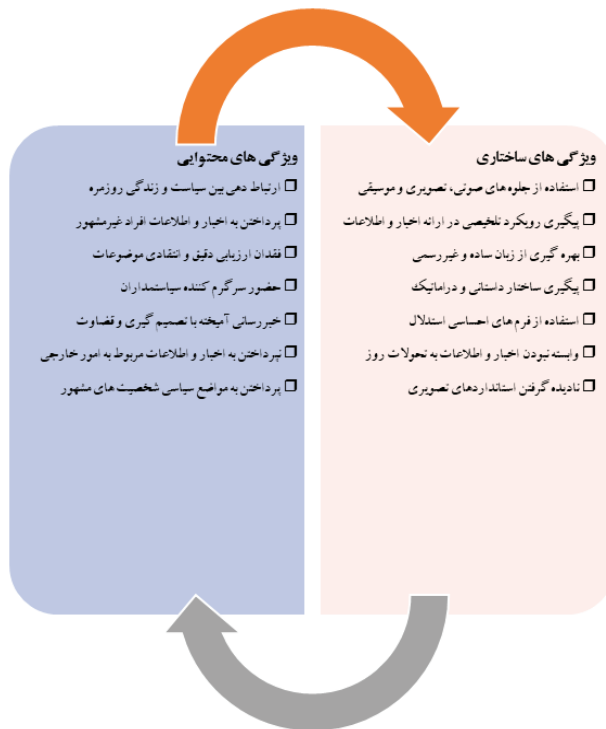 ویژگی های ساختاری
استفاده از جلوه های صوتی، تصویری و موسیقی
پیگیری رویکرد تلخیصی در ارائه اخبار و اطلاعات
بهره گیری از زبان ساده و غیررسمی
پیگیری ساختار داستانی و دراماتیک
استفاده از فرم های احساسی استدلال
وابسته نبودن اخبار و اطلاعات به تحولات روز
نادیده گرفتن استانداردهای تصویری
ویژگی های محتوایی
ارتباط دهی بین سیاست و زندگی روزمره
پرداختن به اخبار و اطلاعات افراد غیرمشهور
فقدان ارزیابی دقیق و انتقادی موضوعات
حضور سرگرم کننده سیاستمداران
خبررسانی آمیخته با تصمیم گیری و قضاوت
نپرداختن به اخبار و اطلاعات مربوط به امور خارجی
پرداختن به مواضع سیاسی شخصیت های مشهور